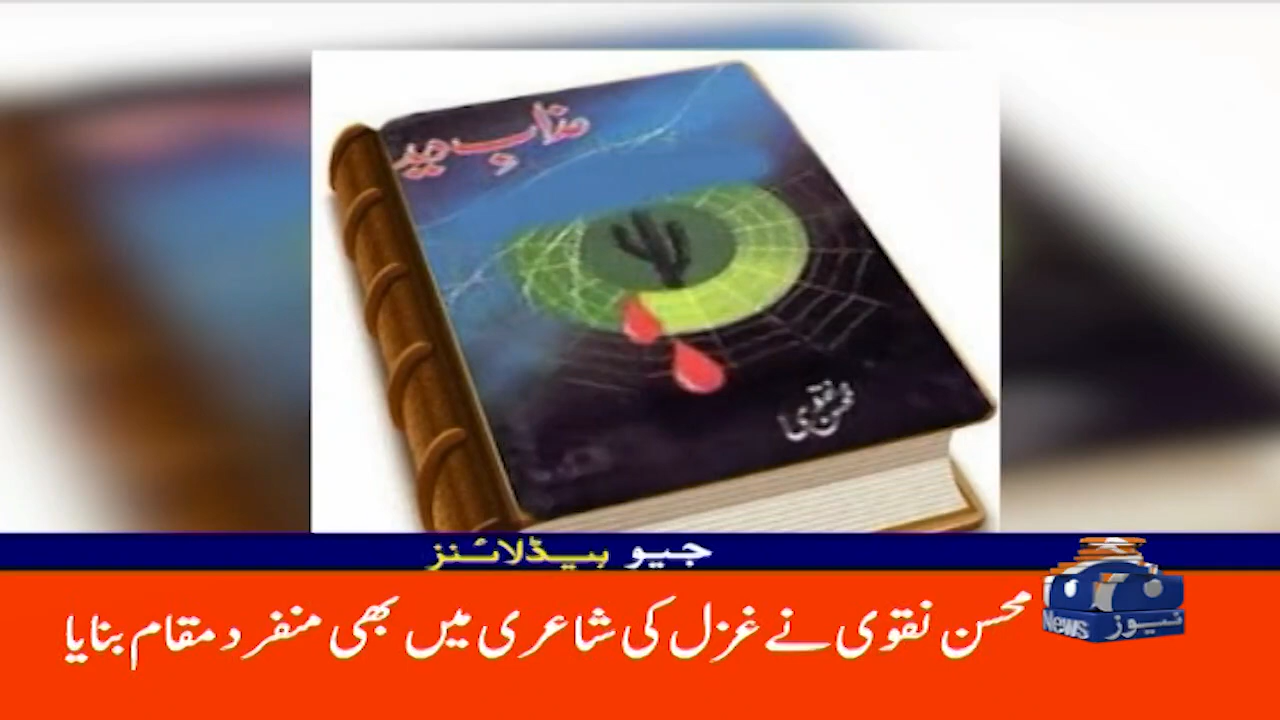 عذابِ دید
محسن نقوی
جیو ہیڈلائنز
محسن نقوی نے غزل کی شاعری میں بھی منفرد مقام بنایا
News نیوز